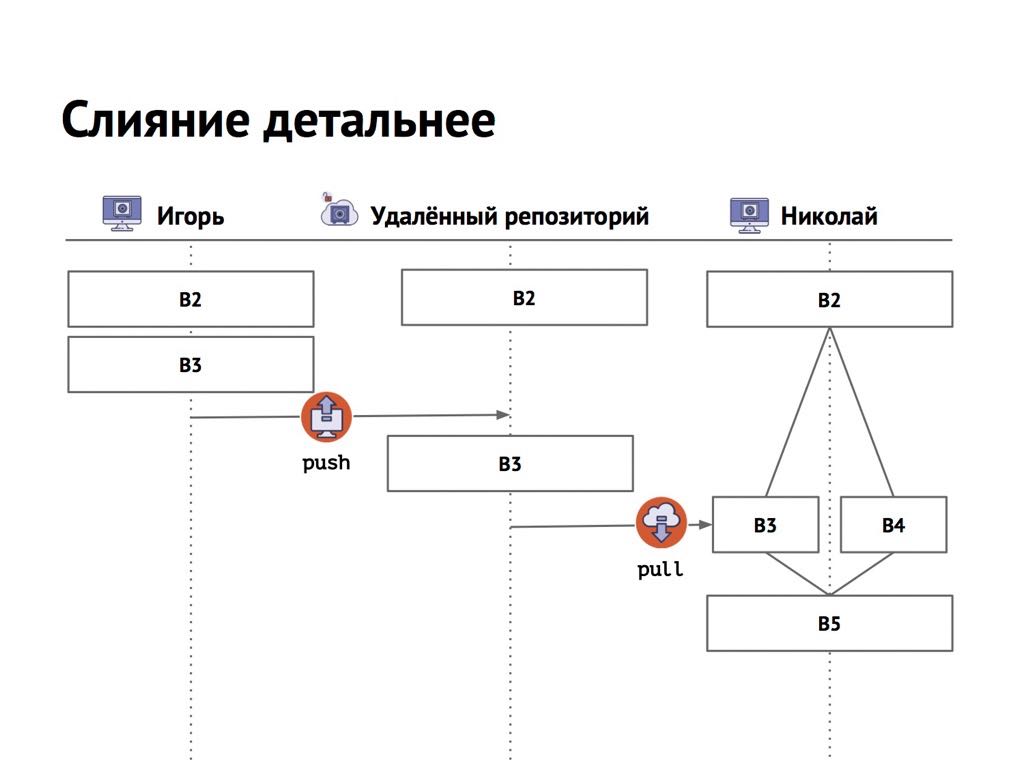 Слияние детальнее
Игорь
Удалённый репозиторий
Николай
B2
B2
B2
B3
push
B3
pull
B3
B4
B5